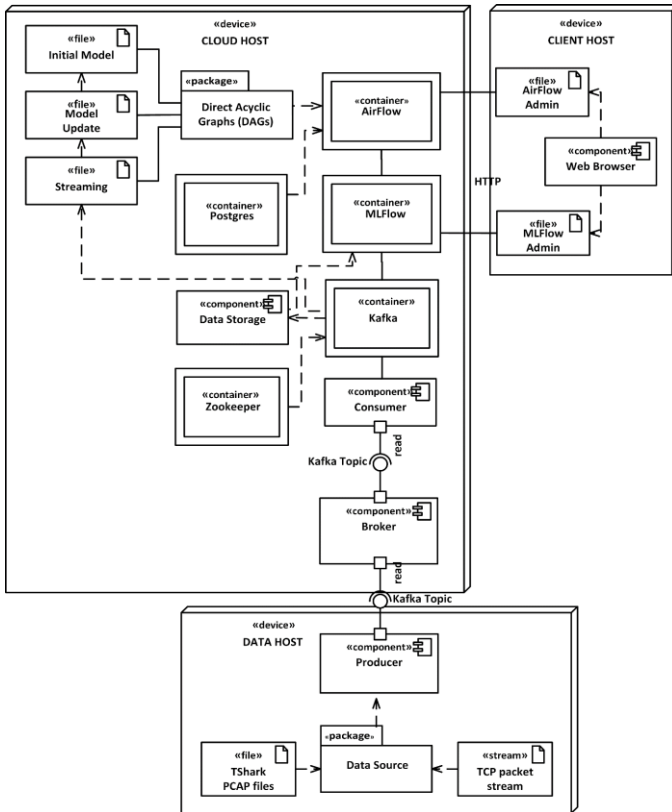 «device»
CLOUD HOST
«file»
Initial Model
«file»
Model
Update
«file»
Streaming
«package»
Direct Acyclic
Graphs (DAGs)
«container»
AirFlow
«container»
Postgres
«container»
MLFlow
«component»
Data Storage
«container»
Kafka
«container»
Zookeeper
«component»
Consumer
read
Kafka Topic
«component»
Broker
read
Kafka Topic
«device»
CLIENT HOST
«file»
AirFlow
Admin
«component»
Web Browser
HTTP
«file»
MLFlow
Admin
«device»
DATA HOST
«component»
Producer
«package»
Data Source
«file»
TShark
PCAP files
«stream»
TCP packet
stream